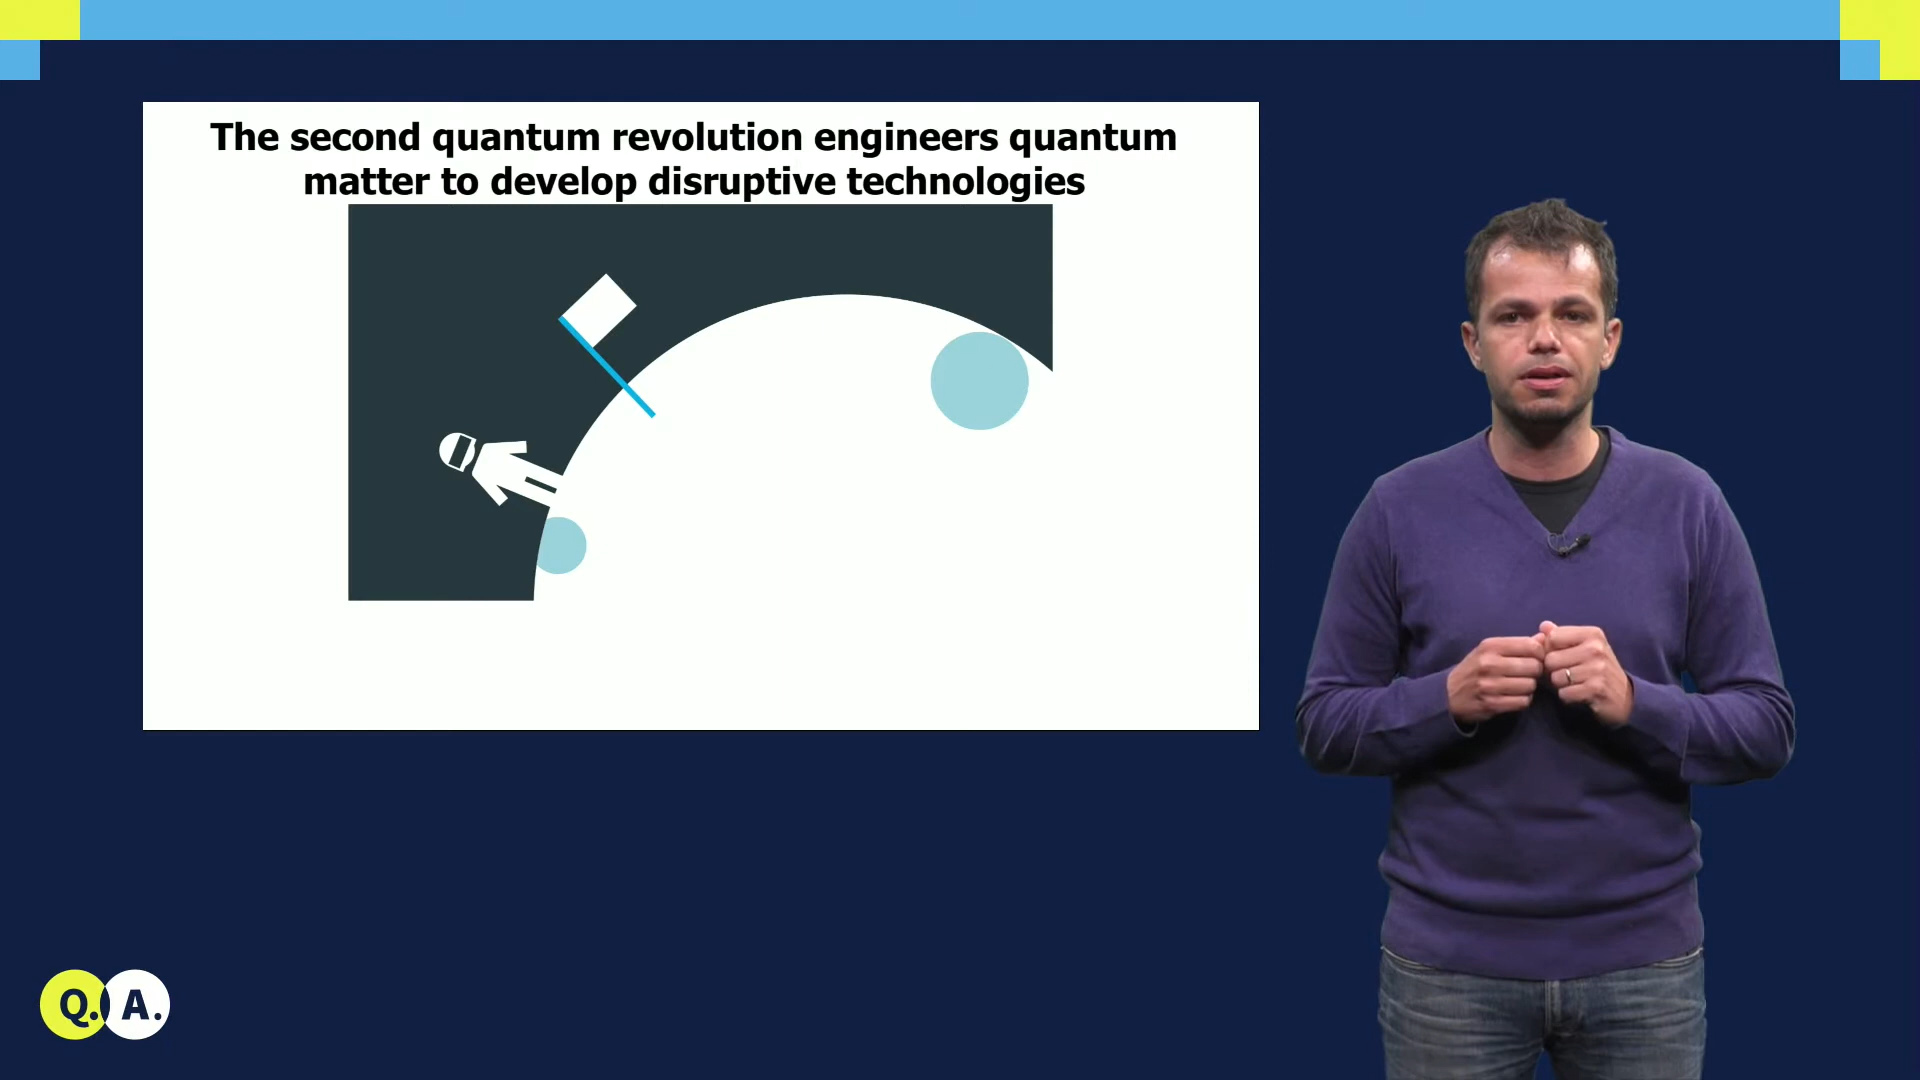 The second quantum revolution engineers quantum
matter to develop disruptive technologies
Q. A.